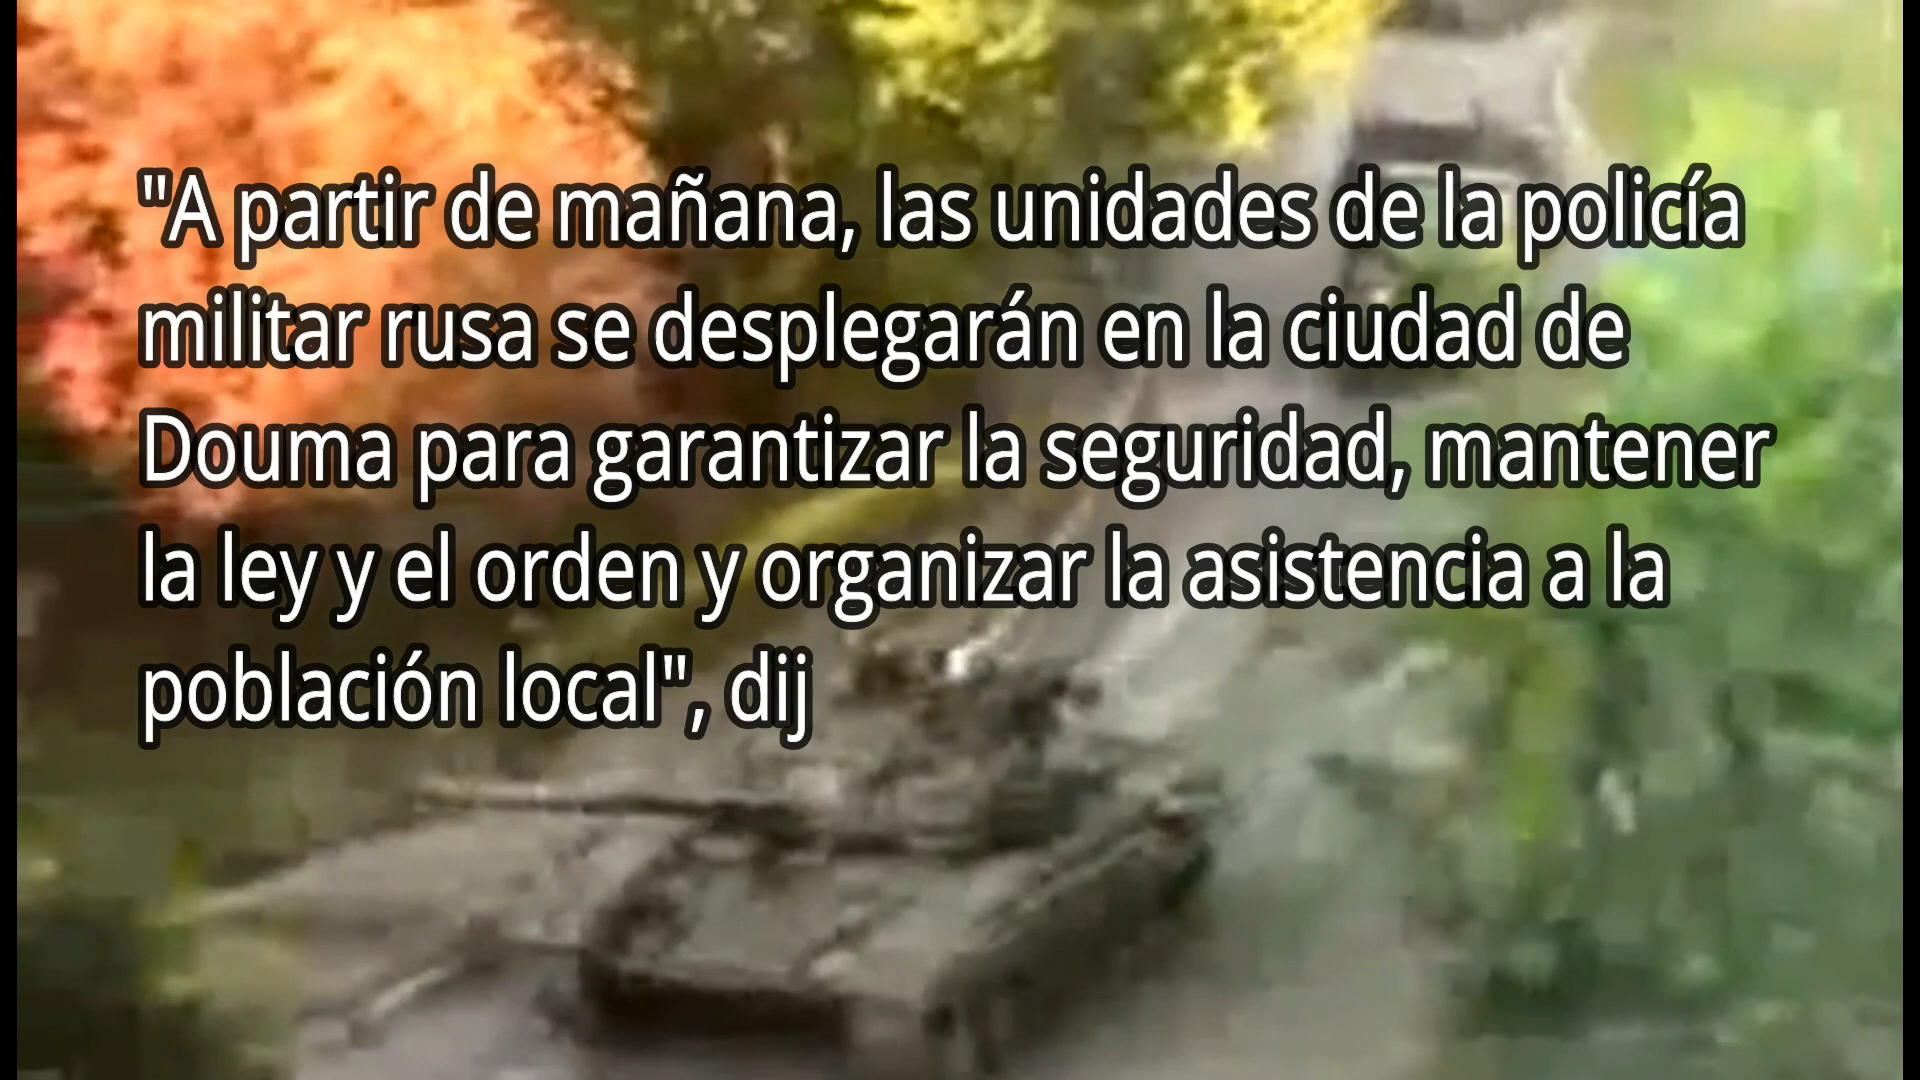 "A partir de mañana, las unidades de la policía
militar rusa se desplegarán en la ciudad de
Douma para garantizar la seguridad, mantener
la ley y el orden y organizar la asistencia a la
población local", dij